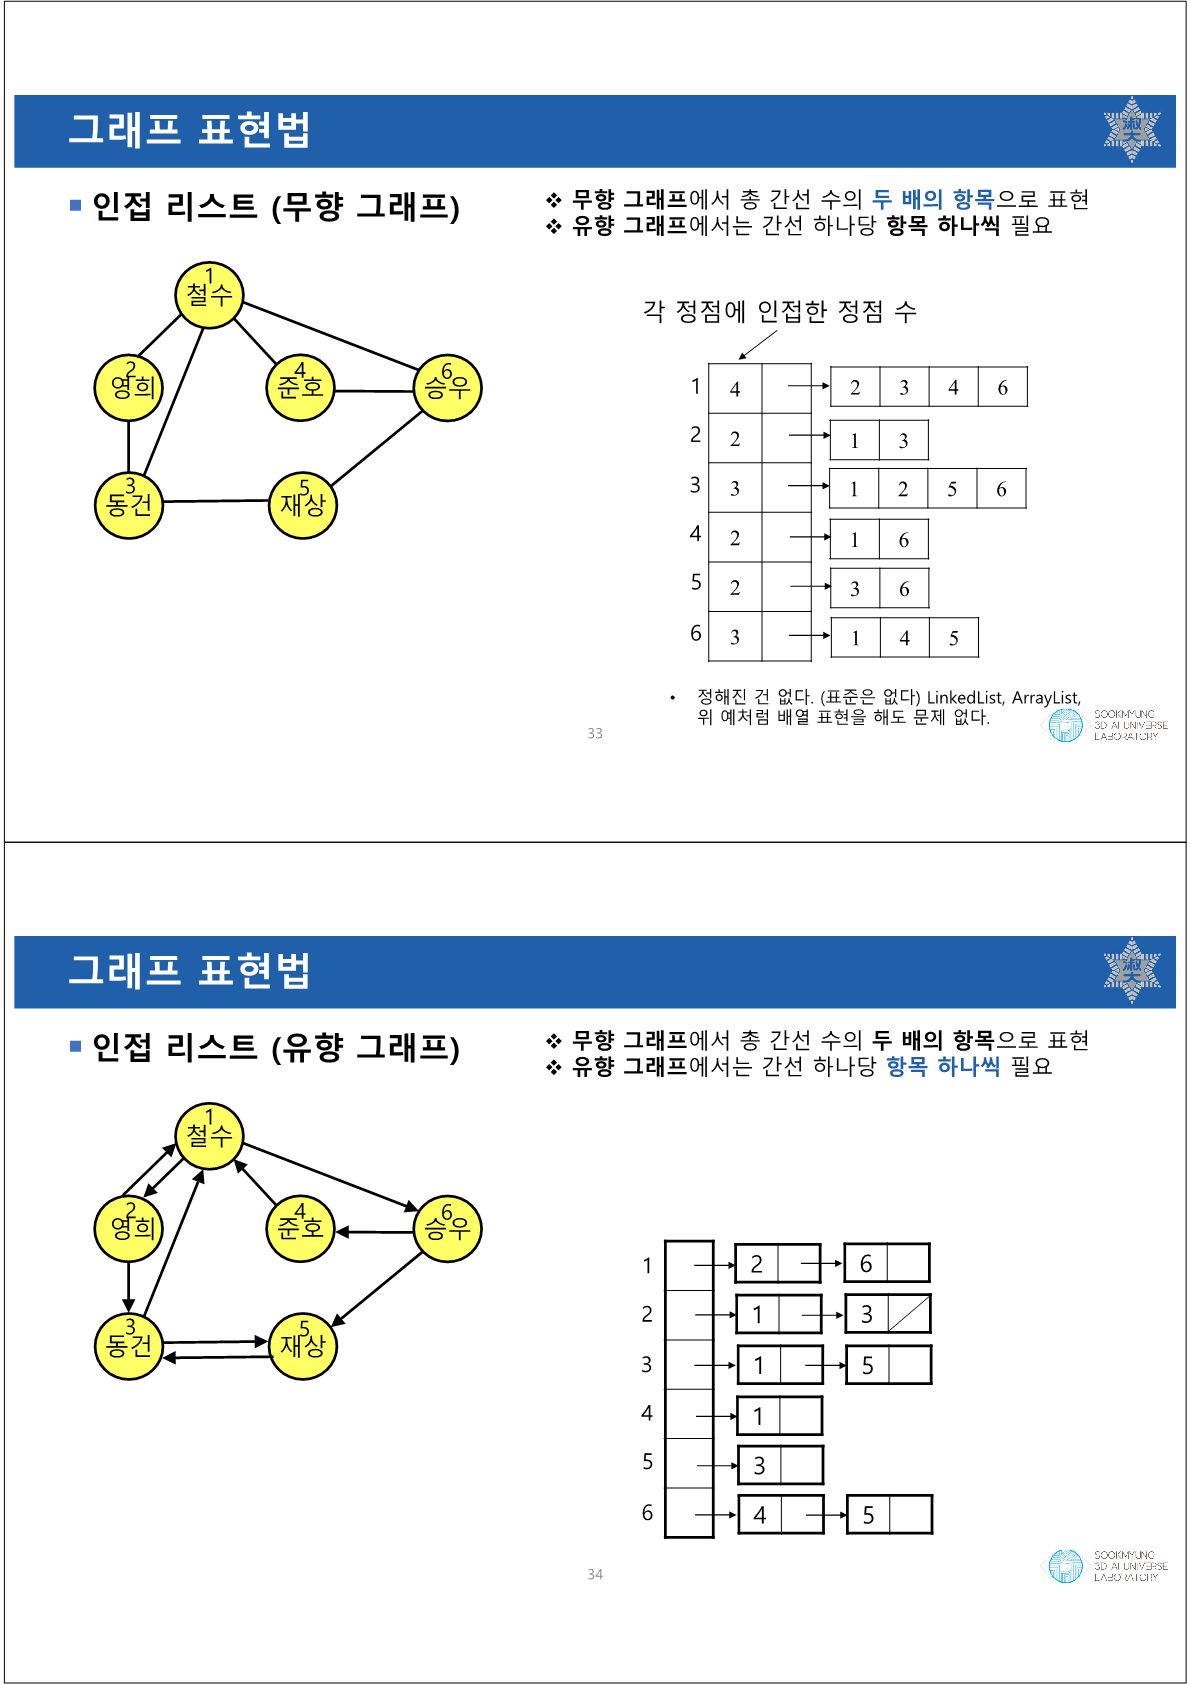 그래프 표현법
인접 리스트 (무향 그래프)
❖ 무향 그래프에서 총 간선 수의 두 배의 항목으로 표현
❖ 유향 그래프에서는 간선 하나당 항목 하나씩 필요
1
철수
2
영희
4
준호
6
승우
3
동건
5
재상
각 정점에 인접한 정점 수
1 4 2 3 4 6
2 2 1 3
3 3 1 2 5 6
4 2 1 6
5 2 3 6
6 3 1 4 5
• 정해진 건 없다. (표준은 없다) LinkedList, ArrayList,
위 예처럼 배열 표현을 해도 문제 없다.
33
SOOKMYUNG
3D AI UNIVERSE
LABORATORY
그래프 표현법
인접 리스트 (유향 그래프)
❖ 무향 그래프에서 총 간선 수의 두 배의 항목으로 표현
❖ 유향 그래프에서는 간선 하나당 항목 하나씩 필요
1
철수
2
영희
4
준호
6
승우
3
동건
5
재상
1 2 6
2 1 3
3 1 5
4 1
5 3
6 4 5
34
SOOKMYUNG
3D AI UNIVERSE
LABORATORY